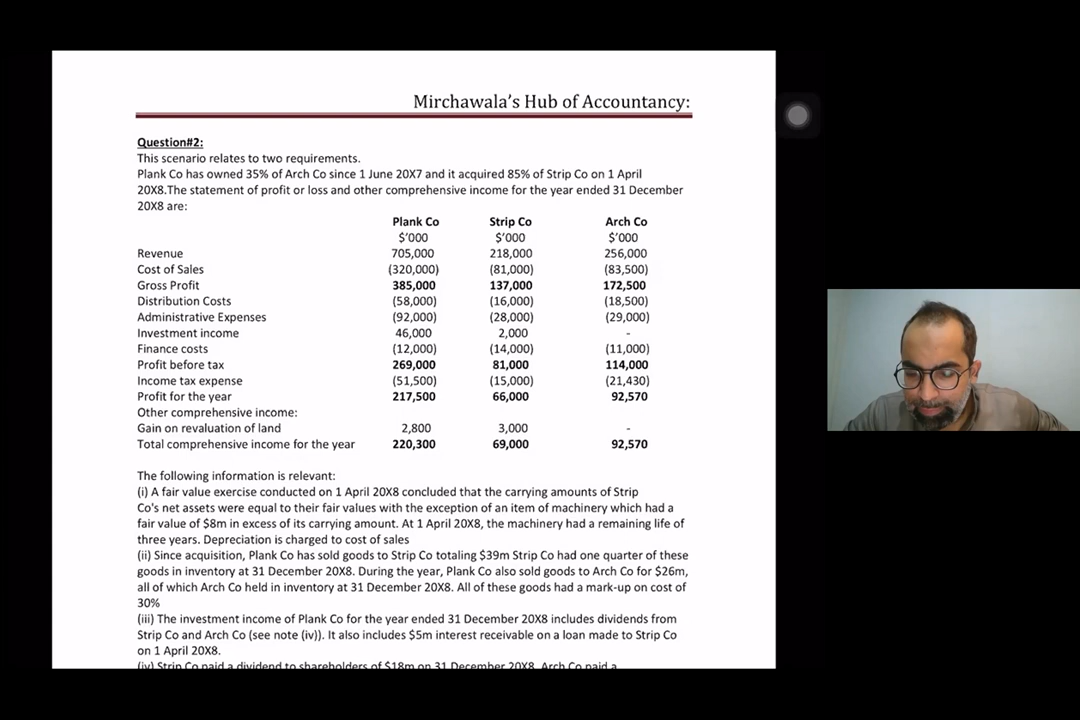 Mirchawala's Hub of Accountancy:
Question#2:
This scenario relates to two requirements.
Plank Co has owned 35% of Arch Co since 1 June 20X7 and it acquired 85% of Strip Co on 1 April
20X8.The statement of profit or loss and other comprehensive income for the year ended 31 December
20X8 are:
Plank Co Strip Co Arch Co
$'000 $'000 $'000
Revenue 705,000 218,000 256,000
Cost of Sales (320,000) (81,000) (83,500)
Gross Profit 385,000 137,000 172,500
Distribution Costs (58,000) (16,000) (18,500)
Administrative Expenses (92,000) (28,000) (29,000)
Investment income 46,000 2,000 -
Finance costs (12,000) (14,000) (11,000)
Profit before tax 269,000 81,000 114,000
Income tax expense (51,500) (15,000) (21,430)
Profit for the year 217,500 66,000 92,570
Other comprehensive income:
Gain on revaluation of land 2,800 3,000 -
Total comprehensive income for the year 220,300 69,000 92,570
The following information is relevant:
(i) A fair value exercise conducted on 1 April 20X8 concluded that the carrying amounts of Strip
Co's net assets were equal to their fair values with the exception of an item of machinery which had a
fair value of $8m in excess of its carrying amount. At 1 April 20X8, the machinery had a remaining life of
three years. Depreciation is charged to cost of sales
(ii) Since acquisition, Plank Co has sold goods to Strip Co totaling $39m Strip Co had one quarter of these
goods in inventory at 31 December 20X8. During the year, Plank Co also sold goods to Arch Co for $26m,
all of which Arch Co held in inventory at 31 December 20X8. All of these goods had a mark-up on cost of
30%
(iii) The investment income of Plank Co for the year ended 31 December 20X8 includes dividends from
Strip Co and Arch Co (see note (iv)). It also includes $5m interest receivable on a loan made to Strip Co
on 1 April 20X8.
(iv) Strip Co paid a dividend to shareholders of $18m on 31 December 20X8. Arch Co paid a